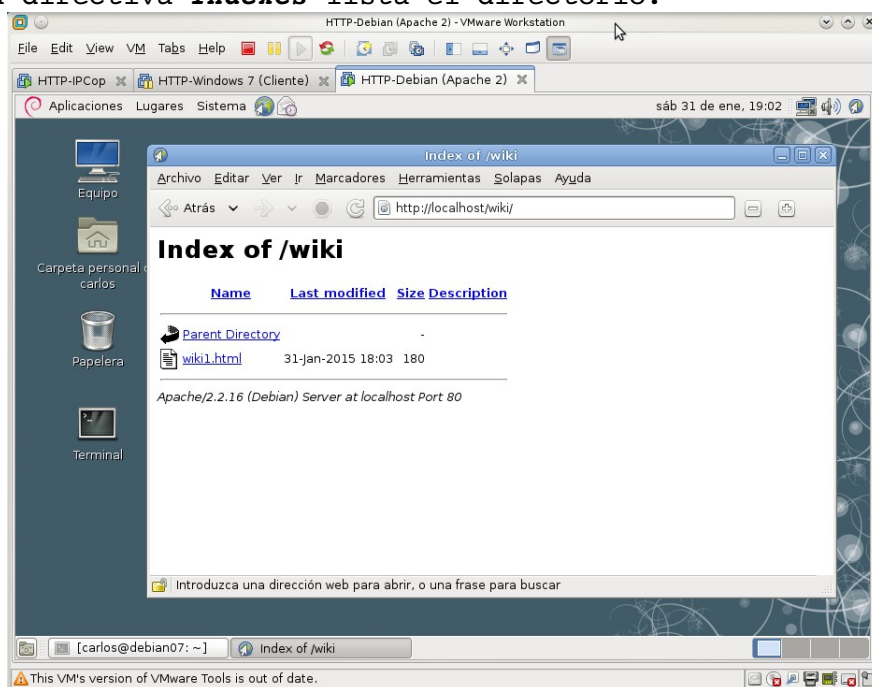 directiva Indexes lista el directorio.
HTTP-Debian (Apache 2) - VMware Workstation
File Edit View VM Tabs Help
HTTP-IPCop HTTP-Windows 7 (Cliente) HTTP-Debian (Apache 2)
Aplicaciones Lugares Sistema sáb 31 de ene, 19:02
Index of /wiki
Equipo
Archivo Editar Ver Ir Marcadores Herramientas Solapas Ayuda
Atrás http://localhost/wiki/
Carpeta personal
carlos
Index of /wiki
Name Last modified Size Description
Parent Directory -
wiki1.html 31-Jan-2015 18:03 180
Papelera
Apache/2.2.16 (Debian) Server at localhost Port 80
Terminal
Introduzca una dirección web para abrir, o una frase para buscar
[carlos@debian07: ~] Index of /wiki
This VM's version of VMware Tools is out of date.